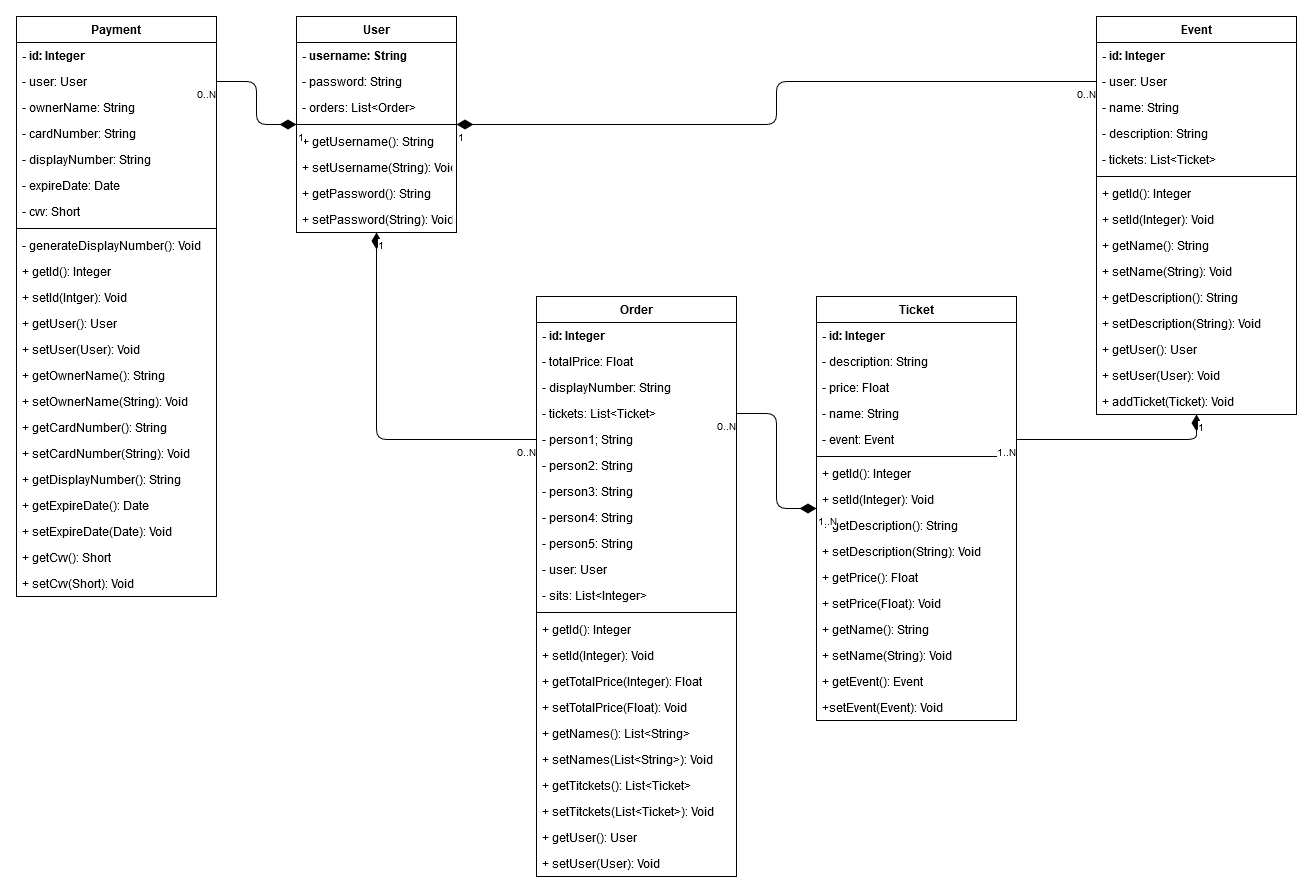 Payment
- id: Integer
- user: User
- ownerName: String
- cardNumber: String
- displayNumber: String
- expireDate: Date
- cvv: Short
- generateDisplayNumber(): Void
+ getId(): Integer
+ setId(Intger): Void
+ getUser(): User
+ setUser(User): Void
+ getOwnerName(): String
+ setOwnerName(String): Void
+ getCardNumber(): String
+ setCardNumber(String): Void
+ getDisplayNumber(): String
+ getExpireDate(): Date
+ setExpireDate(Date): Void
+ getCvv(): Short
+ setCvv(Short): Void
0..N
1
User
- username: String
- password: String
- orders: List<Order>
+ getUsername(): String
+ setUsername(String): Void
+ getPassword(): String
+ setPassword(String): Void
1
0..N
1
0..N
Order
- id: Integer
- totalPrice: Float
- displayNumber: String
- tickets: List<Ticket>
- person1; String
- person2: String
- person3: String
- person4: String
- person5: String
- user: User
- sits: List<Integer>
+ getId(): Integer
+ setId(Integer): Void
+ getTotalPrice(Integer): Float
+ setTotalPrice(Float): Void
+ getNames(): List<String>
+ setNames(List<String>): Void
+ getTitckets(): List<Ticket>
+ setTitckets(List<Ticket>): Void
+ getUser(): User
+ setUser(User): Void
0..N
1..N
Ticket
- id: Integer
- description: String
- price: Float
- name: String
- event: Event
+ getId(): Integer
+ setId(Integer): Void
+ getDescription(): String
+ setDescription(String): Void
+ getPrice(): Float
+ setPrice(Float): Void
+ getName(): String
+ setName(String): Void
+ getEvent(): Event
+setEvent(Event): Void
1..N
1
Event
- id: Integer
- user: User
- name: String
- description: String
- tickets: List<Ticket>
+ getId(): Integer
+ setId(Integer): Void
+ getName(): String
+ setName(String): Void
+ getDescription(): String
+ setDescription(String): Void
+ getUser(): User
+ setUser(User): Void
+ addTicket(Ticket): Void